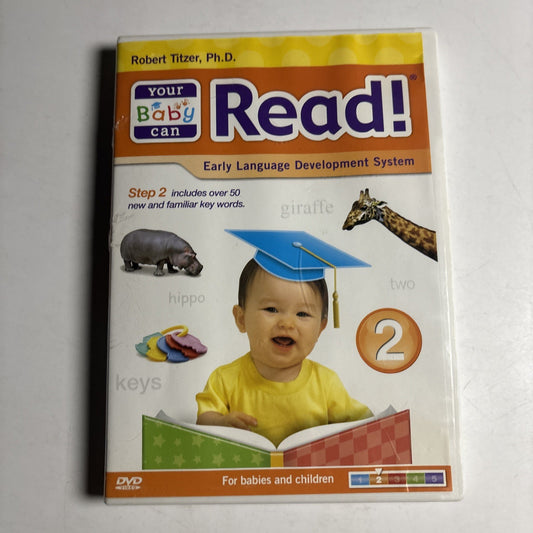 Robert Titzer, Ph.D.
YOUR
Baby
can
Read!®
Early Language Development System
Step 2 includes over 50
new and familiar key words.
giraffe
hippo
two
2
keys
For babies and children
1 2 3 4 5
DVD
VIDEO